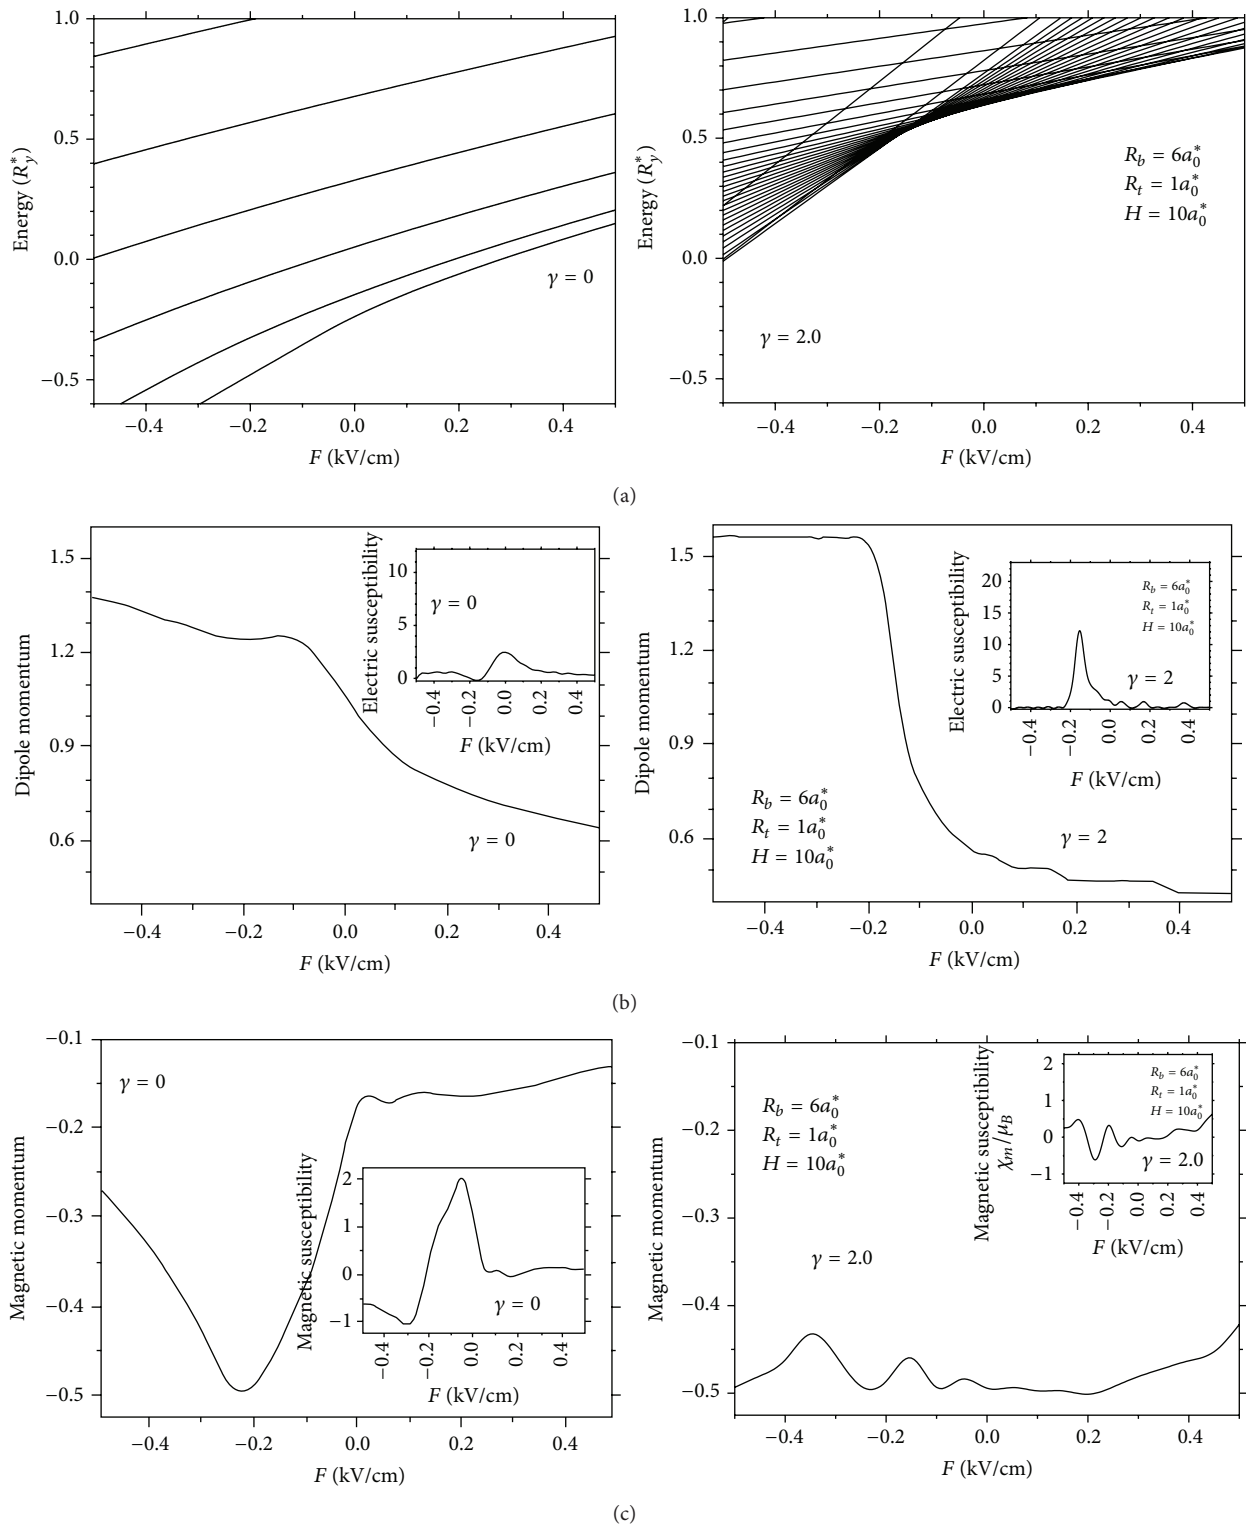 1.0
0.5
0.0
−0.5
Energy (R*y)
γ = 0
−0.4 −0.2 0.0 0.2 0.4
F (kV/cm)
1.0
0.5
0.0
−0.5
Energy (R*y)
Rb = 6a*0
Rt = 1a*0
H = 10a*0
γ = 2.0
−0.4 −0.2 0.0 0.2 0.4
F (kV/cm)
(a)
1.5
1.2
0.9
0.6
Dipole momentum
Electric susceptibility
10
5
0
γ = 0
−0.4 −0.2 0.0 0.2 0.4
F (kV/cm)
γ = 0
−0.4 −0.2 0.0 0.2 0.4
F (kV/cm)
1.5
1.2
0.9
0.6
Dipole momentum
Electric susceptibility
20
15
10
5
0
Rb = 6a*0
Rt = 1a*0
H = 10a*0
γ = 2
−0.4 −0.2 0.0 0.2 0.4
F (kV/cm)
Rb = 6a*0
Rt = 1a*0
H = 10a*0
γ = 2
−0.4 −0.2 0.0 0.2 0.4
F (kV/cm)
(b)
−0.1
−0.2
−0.3
−0.4
−0.5
Magnetic momentum
γ = 0
Magnetic susceptibility
2
1
0
−1
γ = 0
−0.4 −0.2 0.0 0.2 0.4
F (kV/cm)
−0.4 −0.2 0.0 0.2 0.4
F (kV/cm)
−0.1
−0.2
−0.3
−0.4
−0.5
Magnetic momentum
Rb = 6a*0
Rt = 1a*0
H = 10a*0
γ = 2.0
Magnetic susceptibility
χm/μB
2
1
0
−1
Rb = 6a*0
Rt = 1a*0
H = 10a*0
γ = 2.0
−0.4 −0.2 0.0 0.2 0.4
F (kV/cm)
−0.4 −0.2 0.0 0.2 0.4
F (kV/cm)
(c)